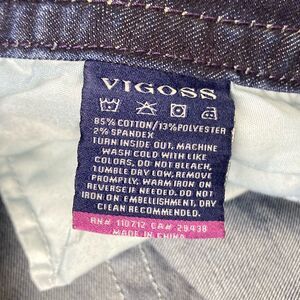 VIGOSS
85% COTTON/13% POLYESTER
2% SPANDEX
TURN INSIDE OUT, MACHINE
WASH COLD WITH LIKE
COLORS, DO NOT BLEACH,
TUMBLE DRY LOW, REMOVE
PROMPTLY, WARM IRON ON
REVERSE IF NEEDED. DO NOT
IRON ON EMBELLISHMENT, DRY
CLEAN RECOMMENDED.
RN# 110712 CA# 29438
MADE IN CHINA